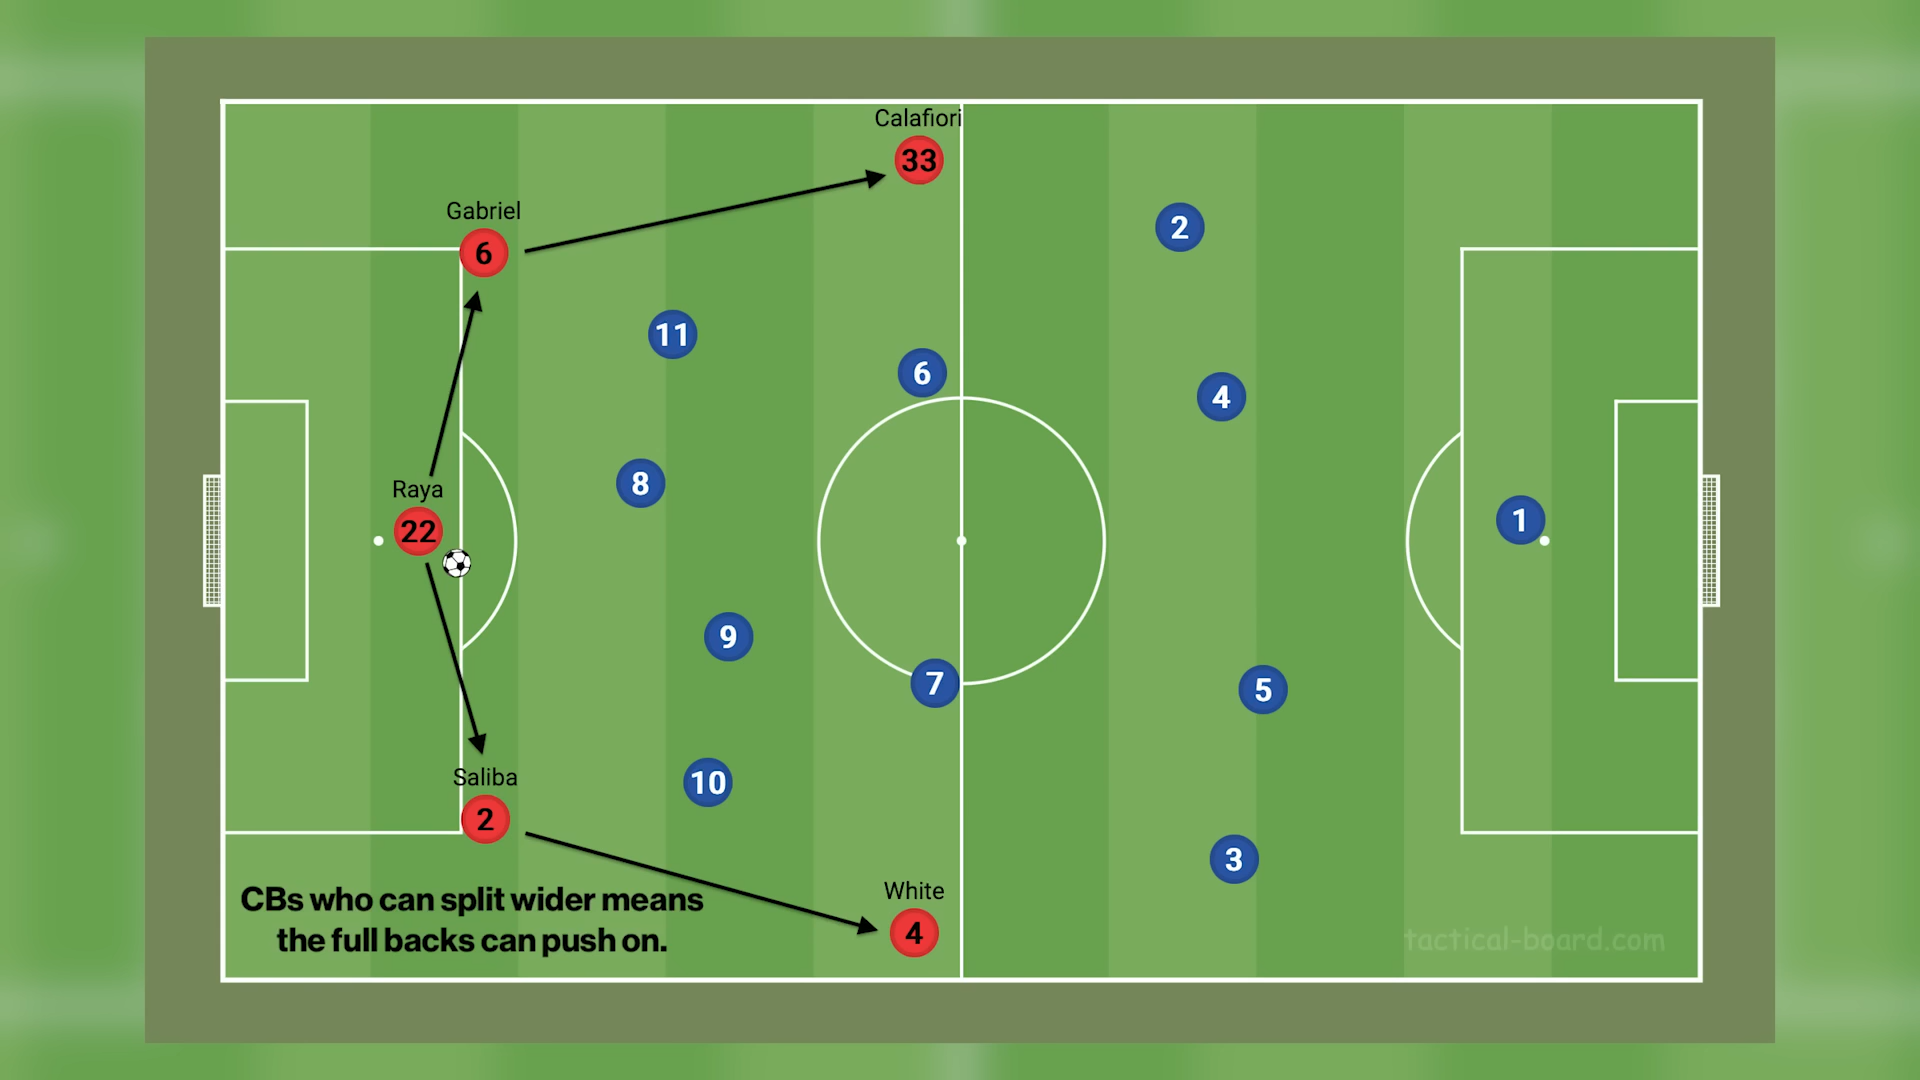 Calafiori
33
Gabriel
6
2
11
6
4
8
Raya
22
1
9
7
5
Saliba
2
10
3
White
4
CBs who can split wider means
the full backs can push on.
tactical-board.com